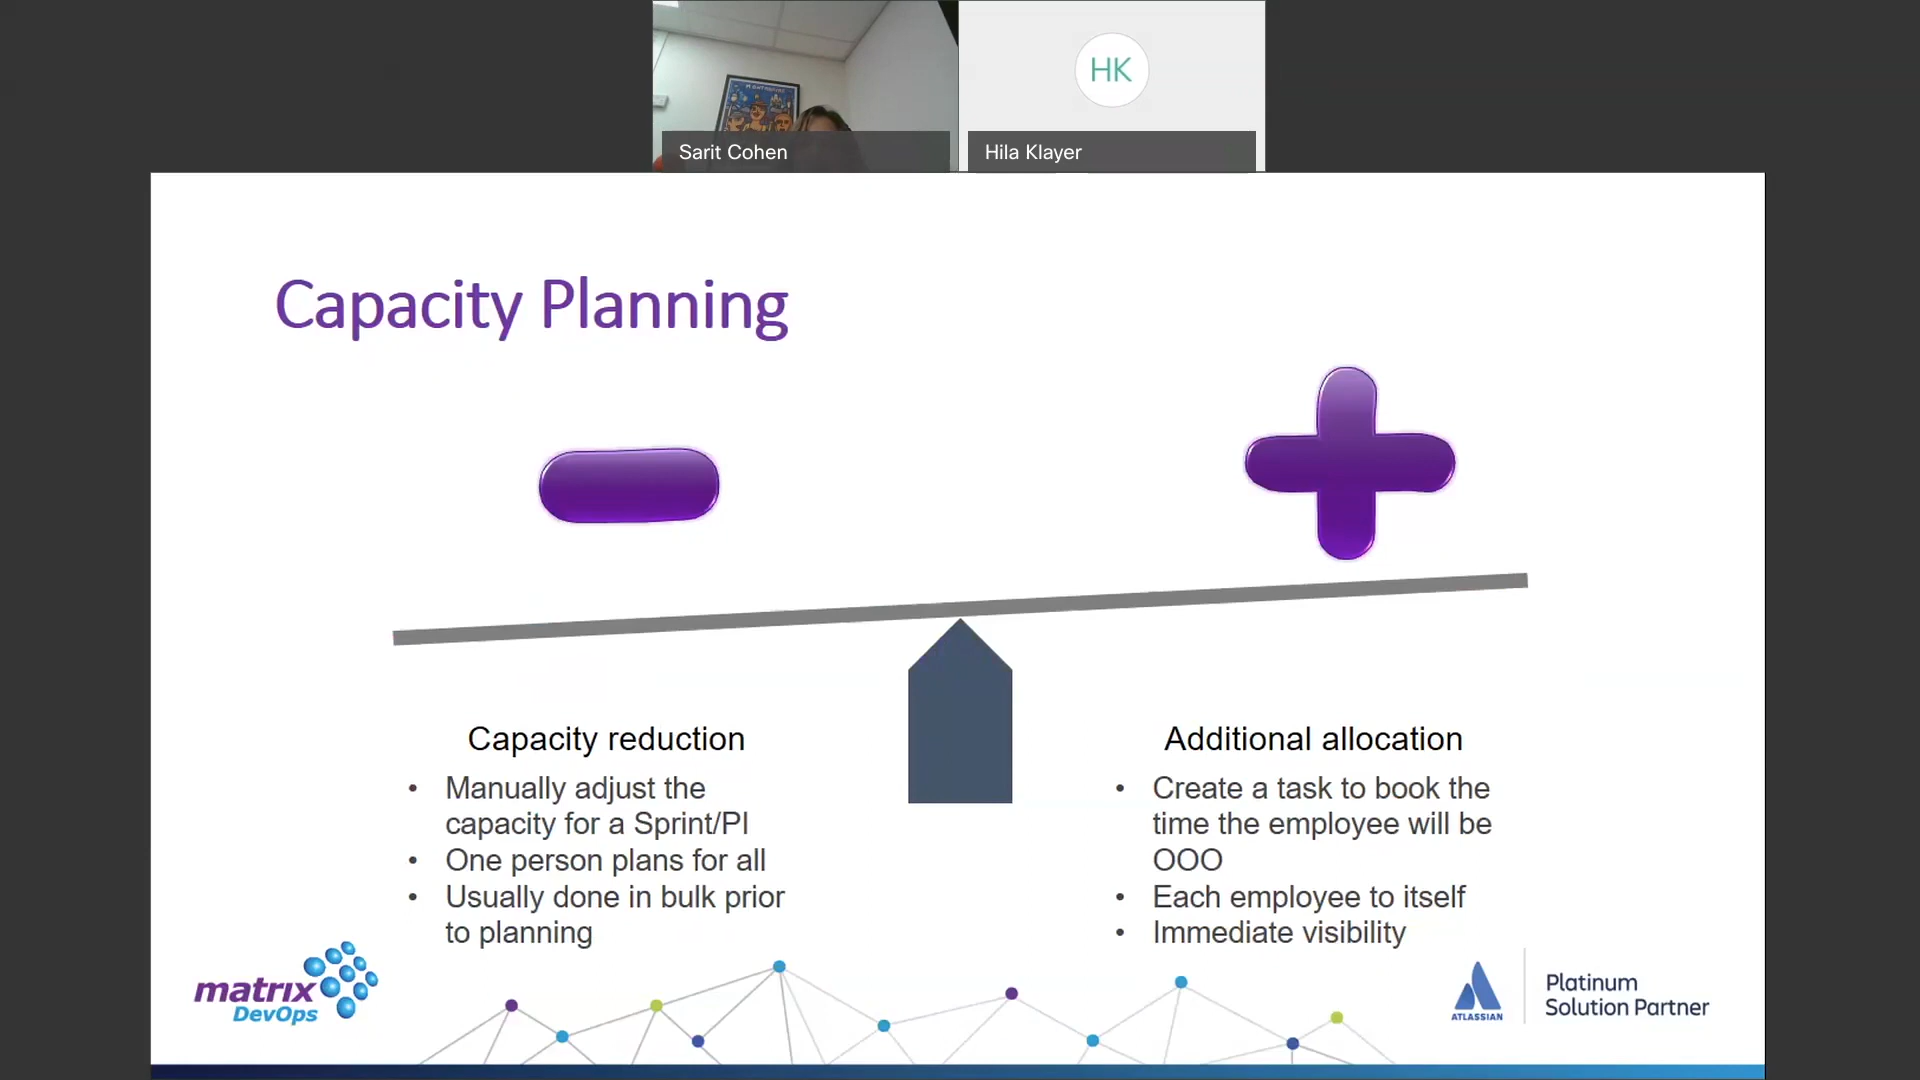 HK
Sarit Cohen
Hila Klayer
Capacity Planning
Capacity reduction
• Manually adjust the
capacity for a Sprint/PI
• One person plans for all
• Usually done in bulk prior
to planning
Additional allocation
• Create a task to book the
time the employee will be
OOO
• Each employee to itself
• Immediate visibility
matrix
DevOps
ATLASSIAN
Platinum
Solution Partner